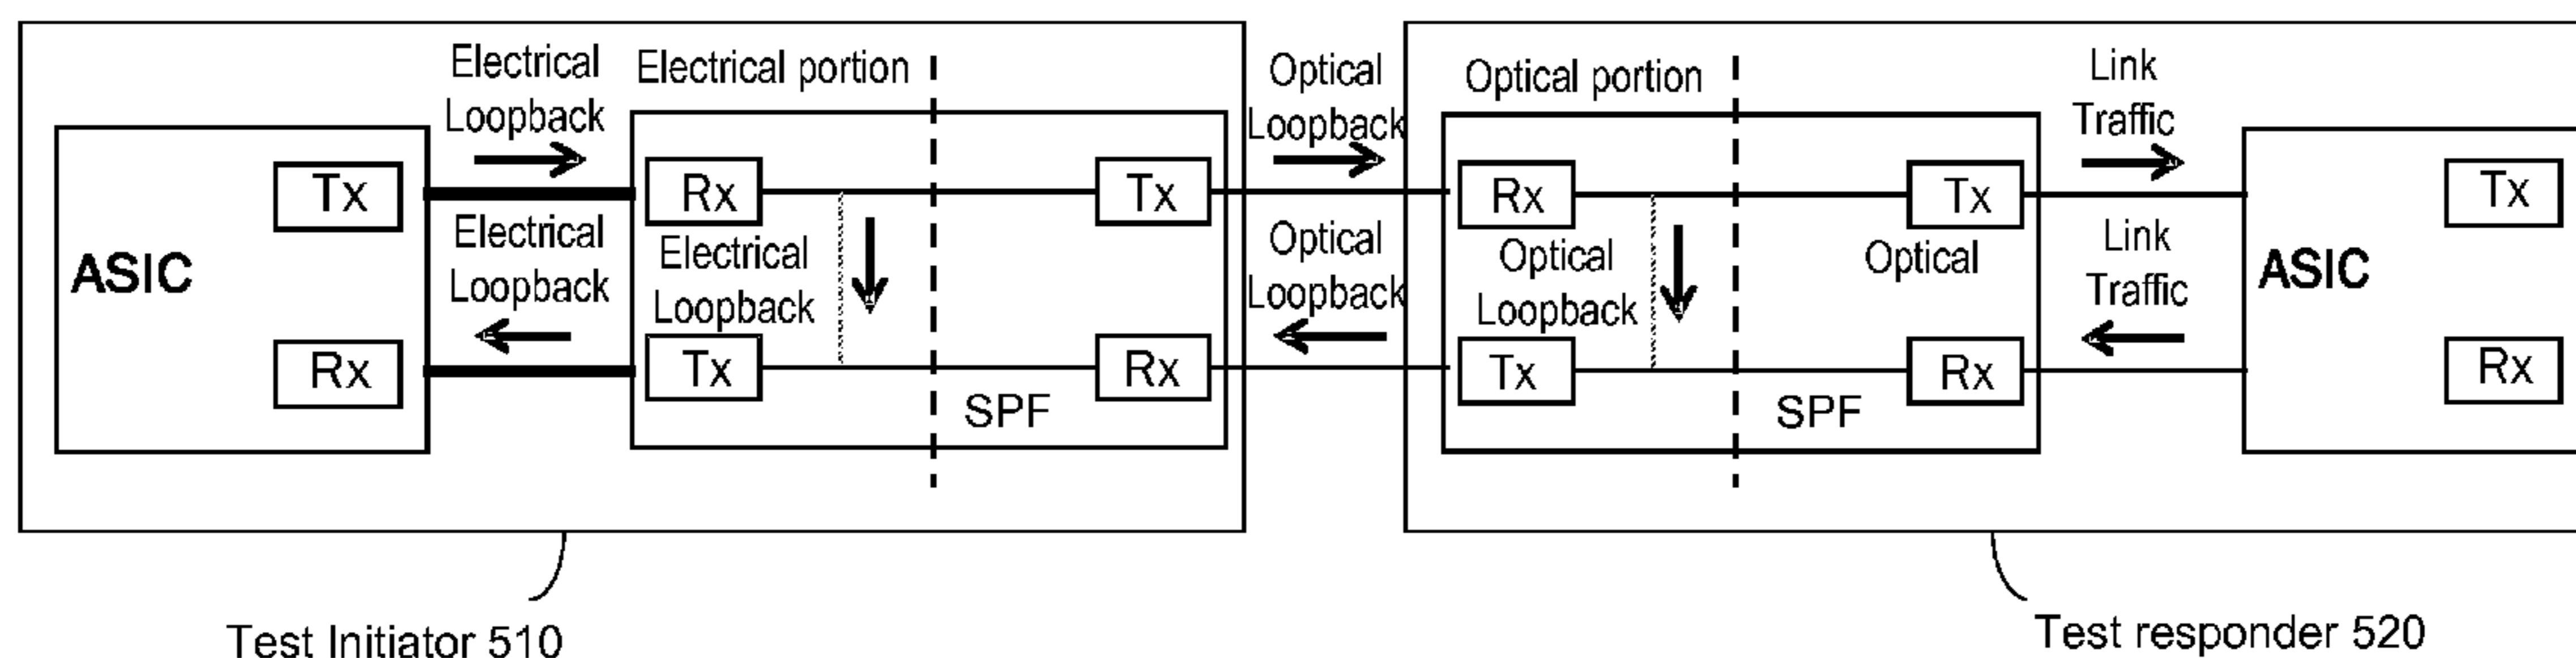 Electrical
Loopback
Electrical portion
Optical
Loopback
Optical portion
Link
Traffic
Tx
Rx
Tx
Rx
Tx
Tx
ASIC
Electrical
Loopback
Electrical
Loopback
Optical
Loopback
Optical
Loopback
Optical
Link
Traffic
ASIC
Rx
Tx
Rx
Tx
Rx
Rx
SPF
SPF
Test Initiator 510
Test responder 520